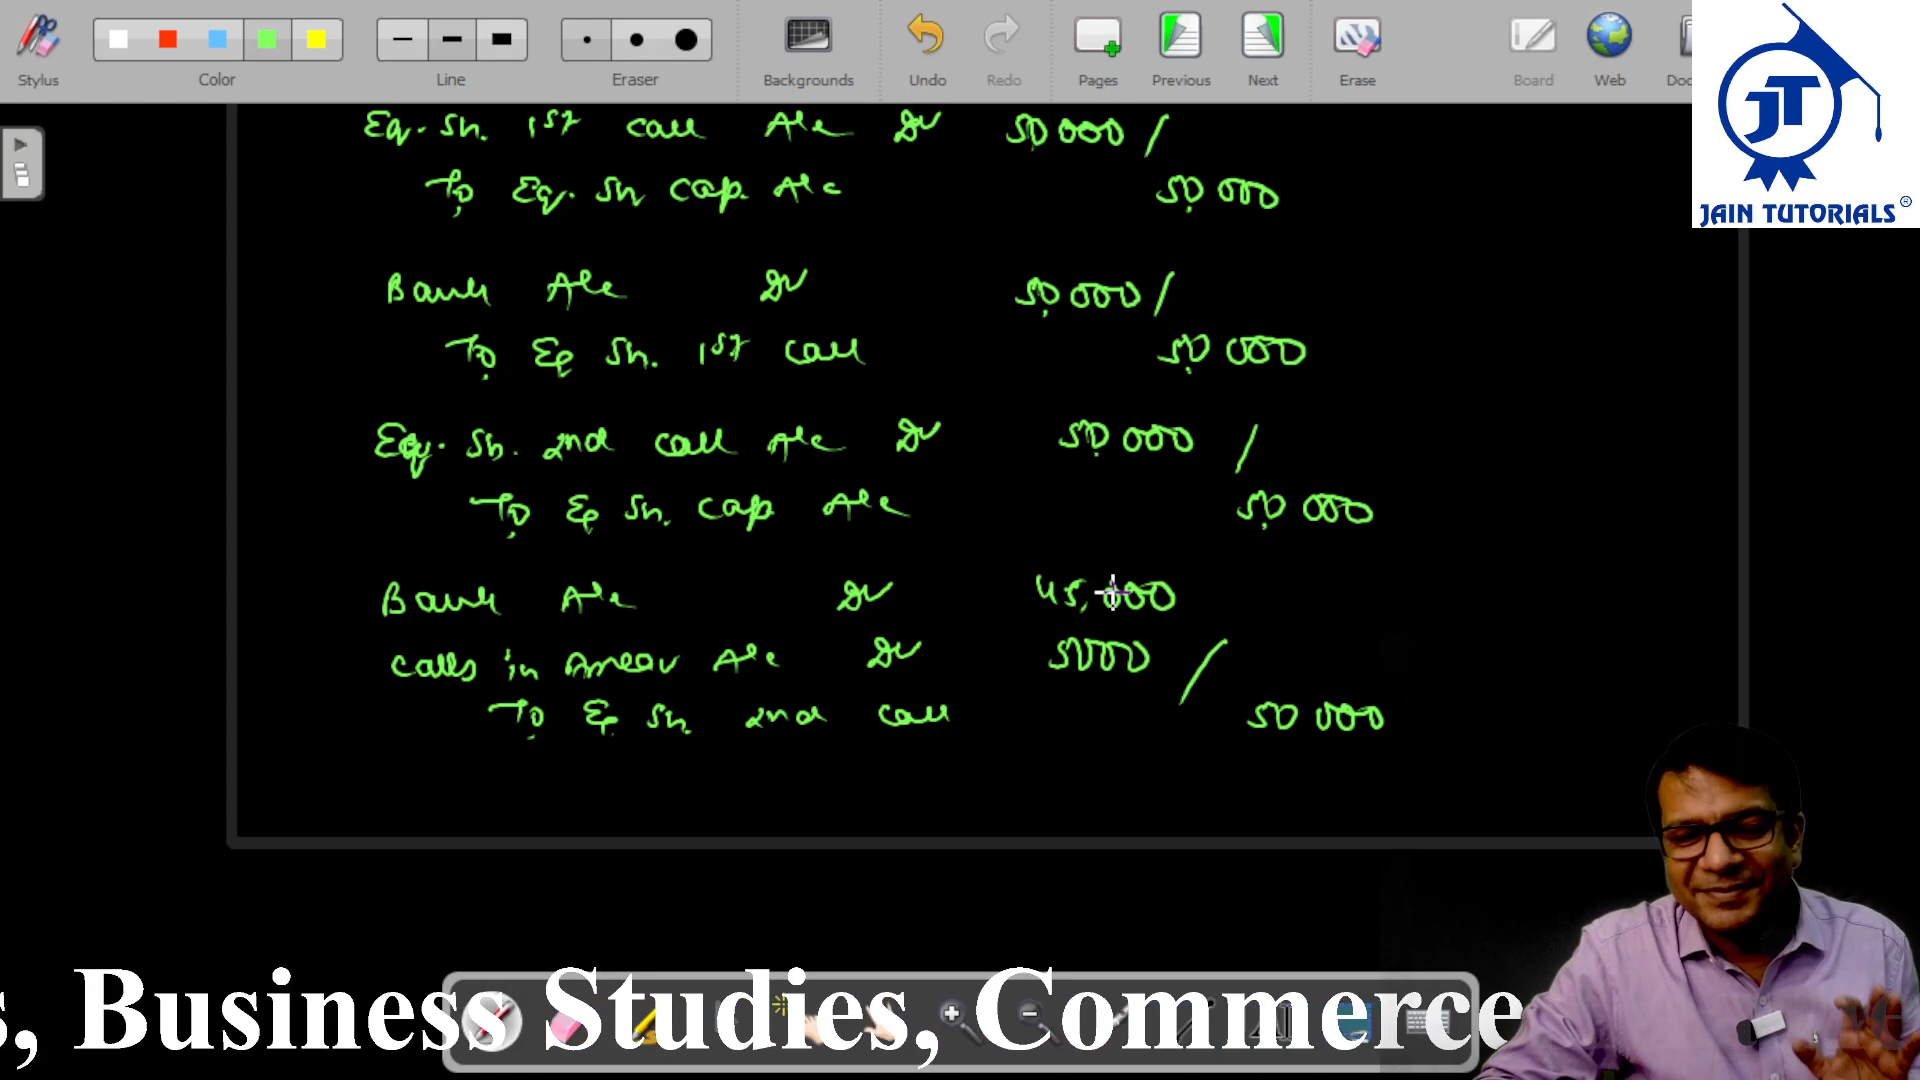 Stylus Color Line Eraser Backgrounds Undo Redo Pages Previous Next Erase Board Web
JT
JAIN TUTORIALS®
Eq. Sh. 1st call A/c Dr 50,000 /
To Eq. Sh Cap. A/c 50,000
Bank A/c Dr 50,000 /
To Eq Sh. 1st call 50,000
Eq. Sh. 2nd call A/c Dr 50,000 /
To Eq Sh. Cap A/c 50,000
Bank A/c Dr 45,000
Calls in Arrear A/c Dr 5000 /
To Eq Sh. 2nd call 50 000
s, Business Studies, Commerce